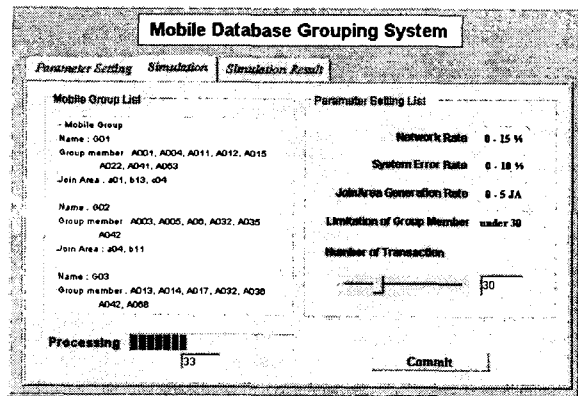 Mobile Database Grouping System
Parameter Setting
Simulation
Simulation Result
Mobile Group List
- Mobile Group
Name : G01
Group member : A001, A004, A011, A012, A015
A022, A041, A063
Join Area : a01, b13, c04
Name : G02
Group member : A003, A005, A06, A032, A035
A042
Join Area : a04, b11
Name : G03
Group member : A013, A014, A017, A032, A036
A042, A068
Processing
33
Parameter Setting List
Network Rate 0 - 15 %
System Error Rate 0 - 10 %
JoinArea Generation Rate 0 - 5 JA
Limitation of Group Member under 30
Number of Transaction
30
Commit